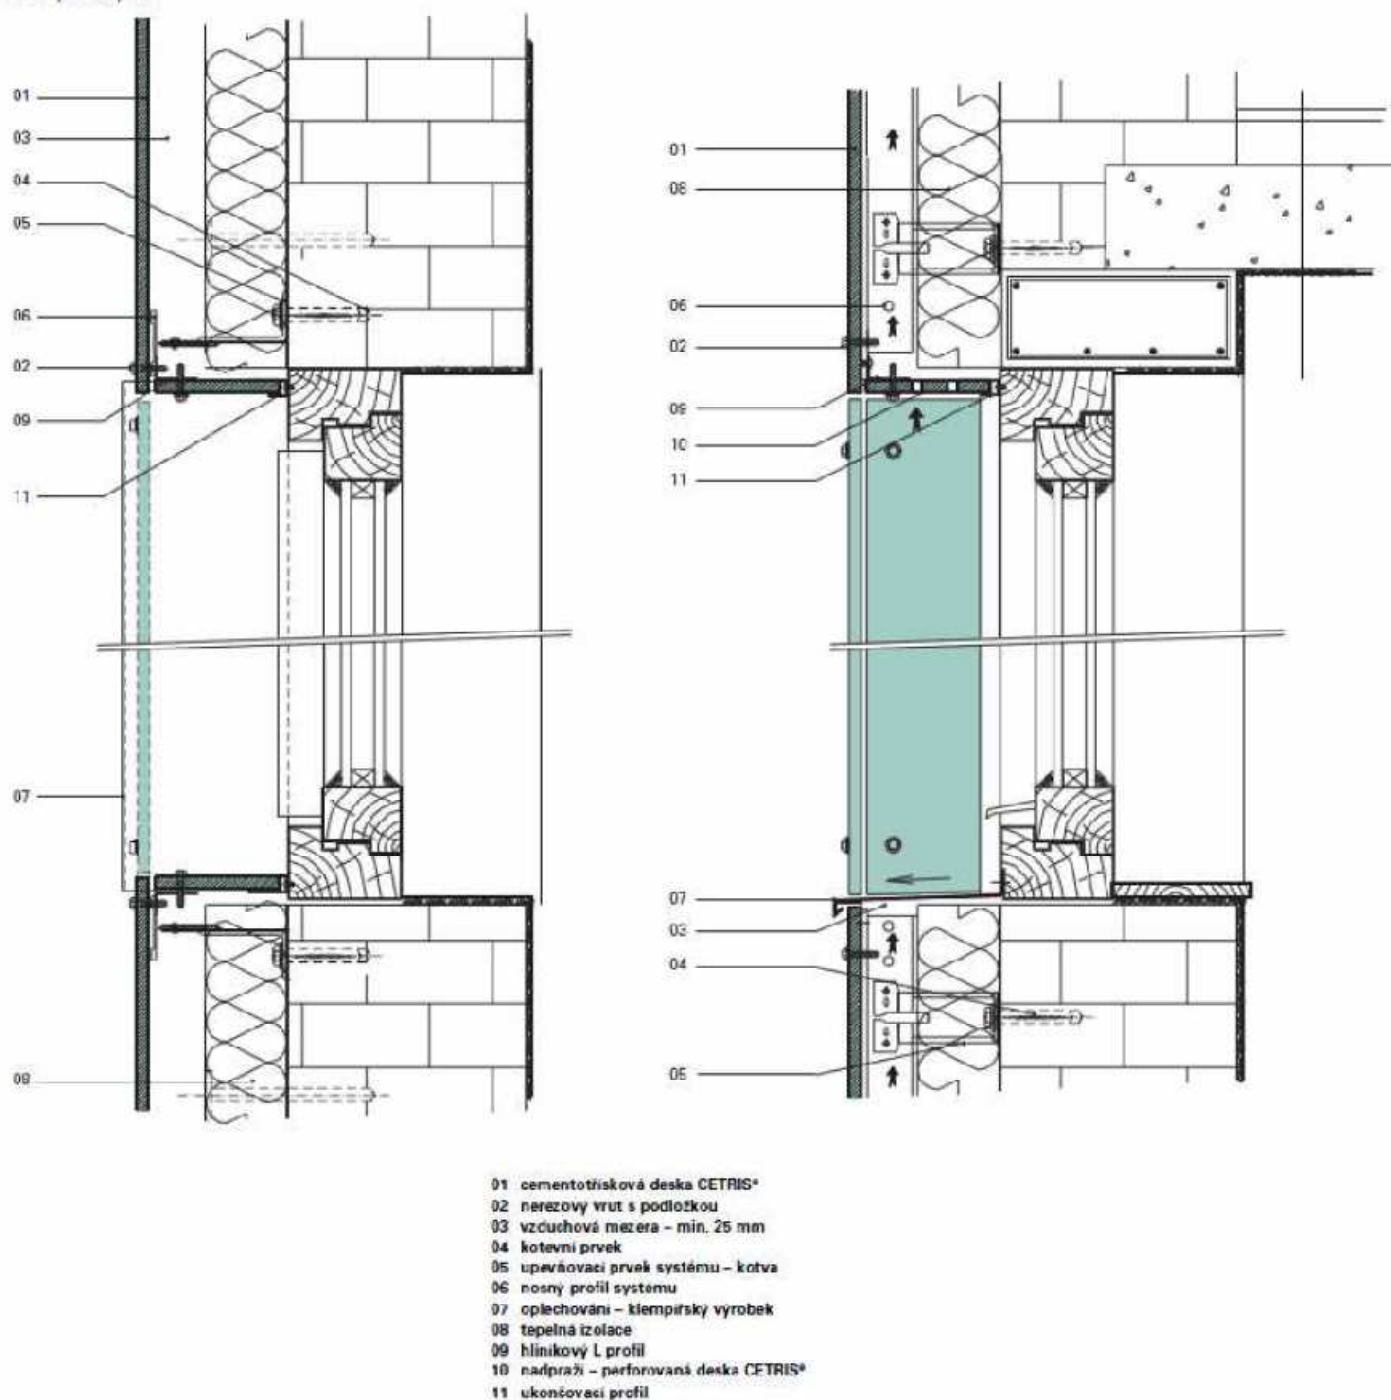 01
03
04
05
06
02
09
11
07
08
01
08
06
02
09
10
11
07
03
04
05
01 cementotřísková deska CETRIS®
02 nerezový vrut s podložkou
03 vzduchová mezera – min. 25 mm
04 kotevní prvek
05 upevňovací prvek systému – kotva
06 nosný profil systému
07 oplechování – klempířský výrobek
08 tepelná izolace
09 hliníkový L profil
10 nadpraží – perforovaná deska CETRIS®
11 ukončovací profil